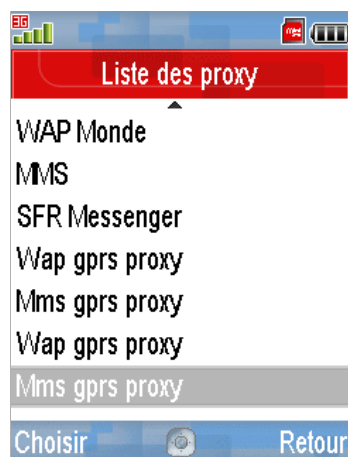 3G
Liste des proxy
WAP Monde
MMS
SFR Messenger
Wap gprs proxy
Mms gprs proxy
Wap gprs proxy
Mms gprs proxy
Choisir Retour